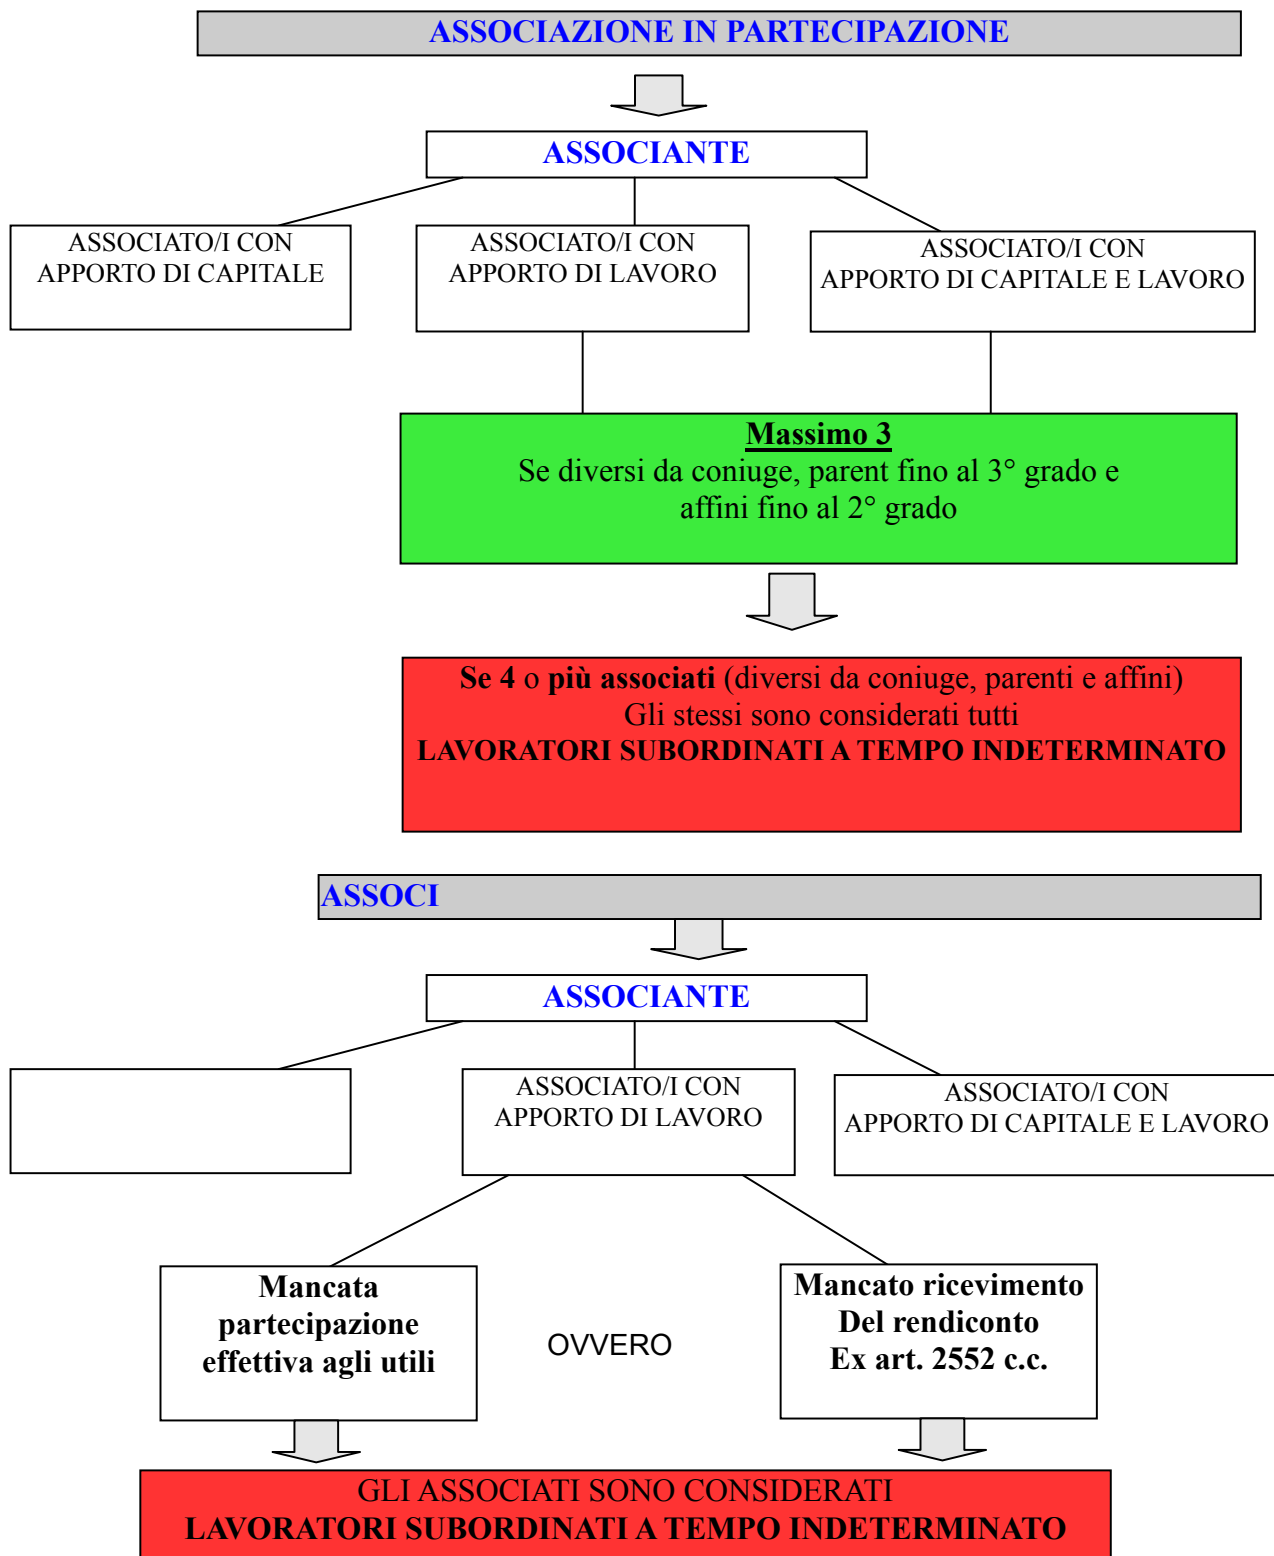 ASSOCIAZIONE IN PARTECIPAZIONE
ASSOCIANTE
ASSOCIATO/I CON
APPORTO DI CAPITALE
ASSOCIATO/I CON
APPORTO DI LAVORO
ASSOCIATO/I CON
APPORTO DI CAPITALE E LAVORO
Massimo 3
Se diversi da coniuge, parent fino al 3° grado e
affini fino al 2° grado
Se 4 o più associati (diversi da coniuge, parenti e affini)
Gli stessi sono considerati tutti
LAVORATORI SUBORDINATI A TEMPO INDETERMINATO
ASSOCI
ASSOCIANTE
ASSOCIATO/I CON
APPORTO DI LAVORO
ASSOCIATO/I CON
APPORTO DI CAPITALE E LAVORO
Mancata
partecipazione
effettiva agli utili
OVVERO
Mancato ricevimento
Del rendiconto
Ex art. 2552 c.c.
GLI ASSOCIATI SONO CONSIDERATI
LAVORATORI SUBORDINATI A TEMPO INDETERMINATO